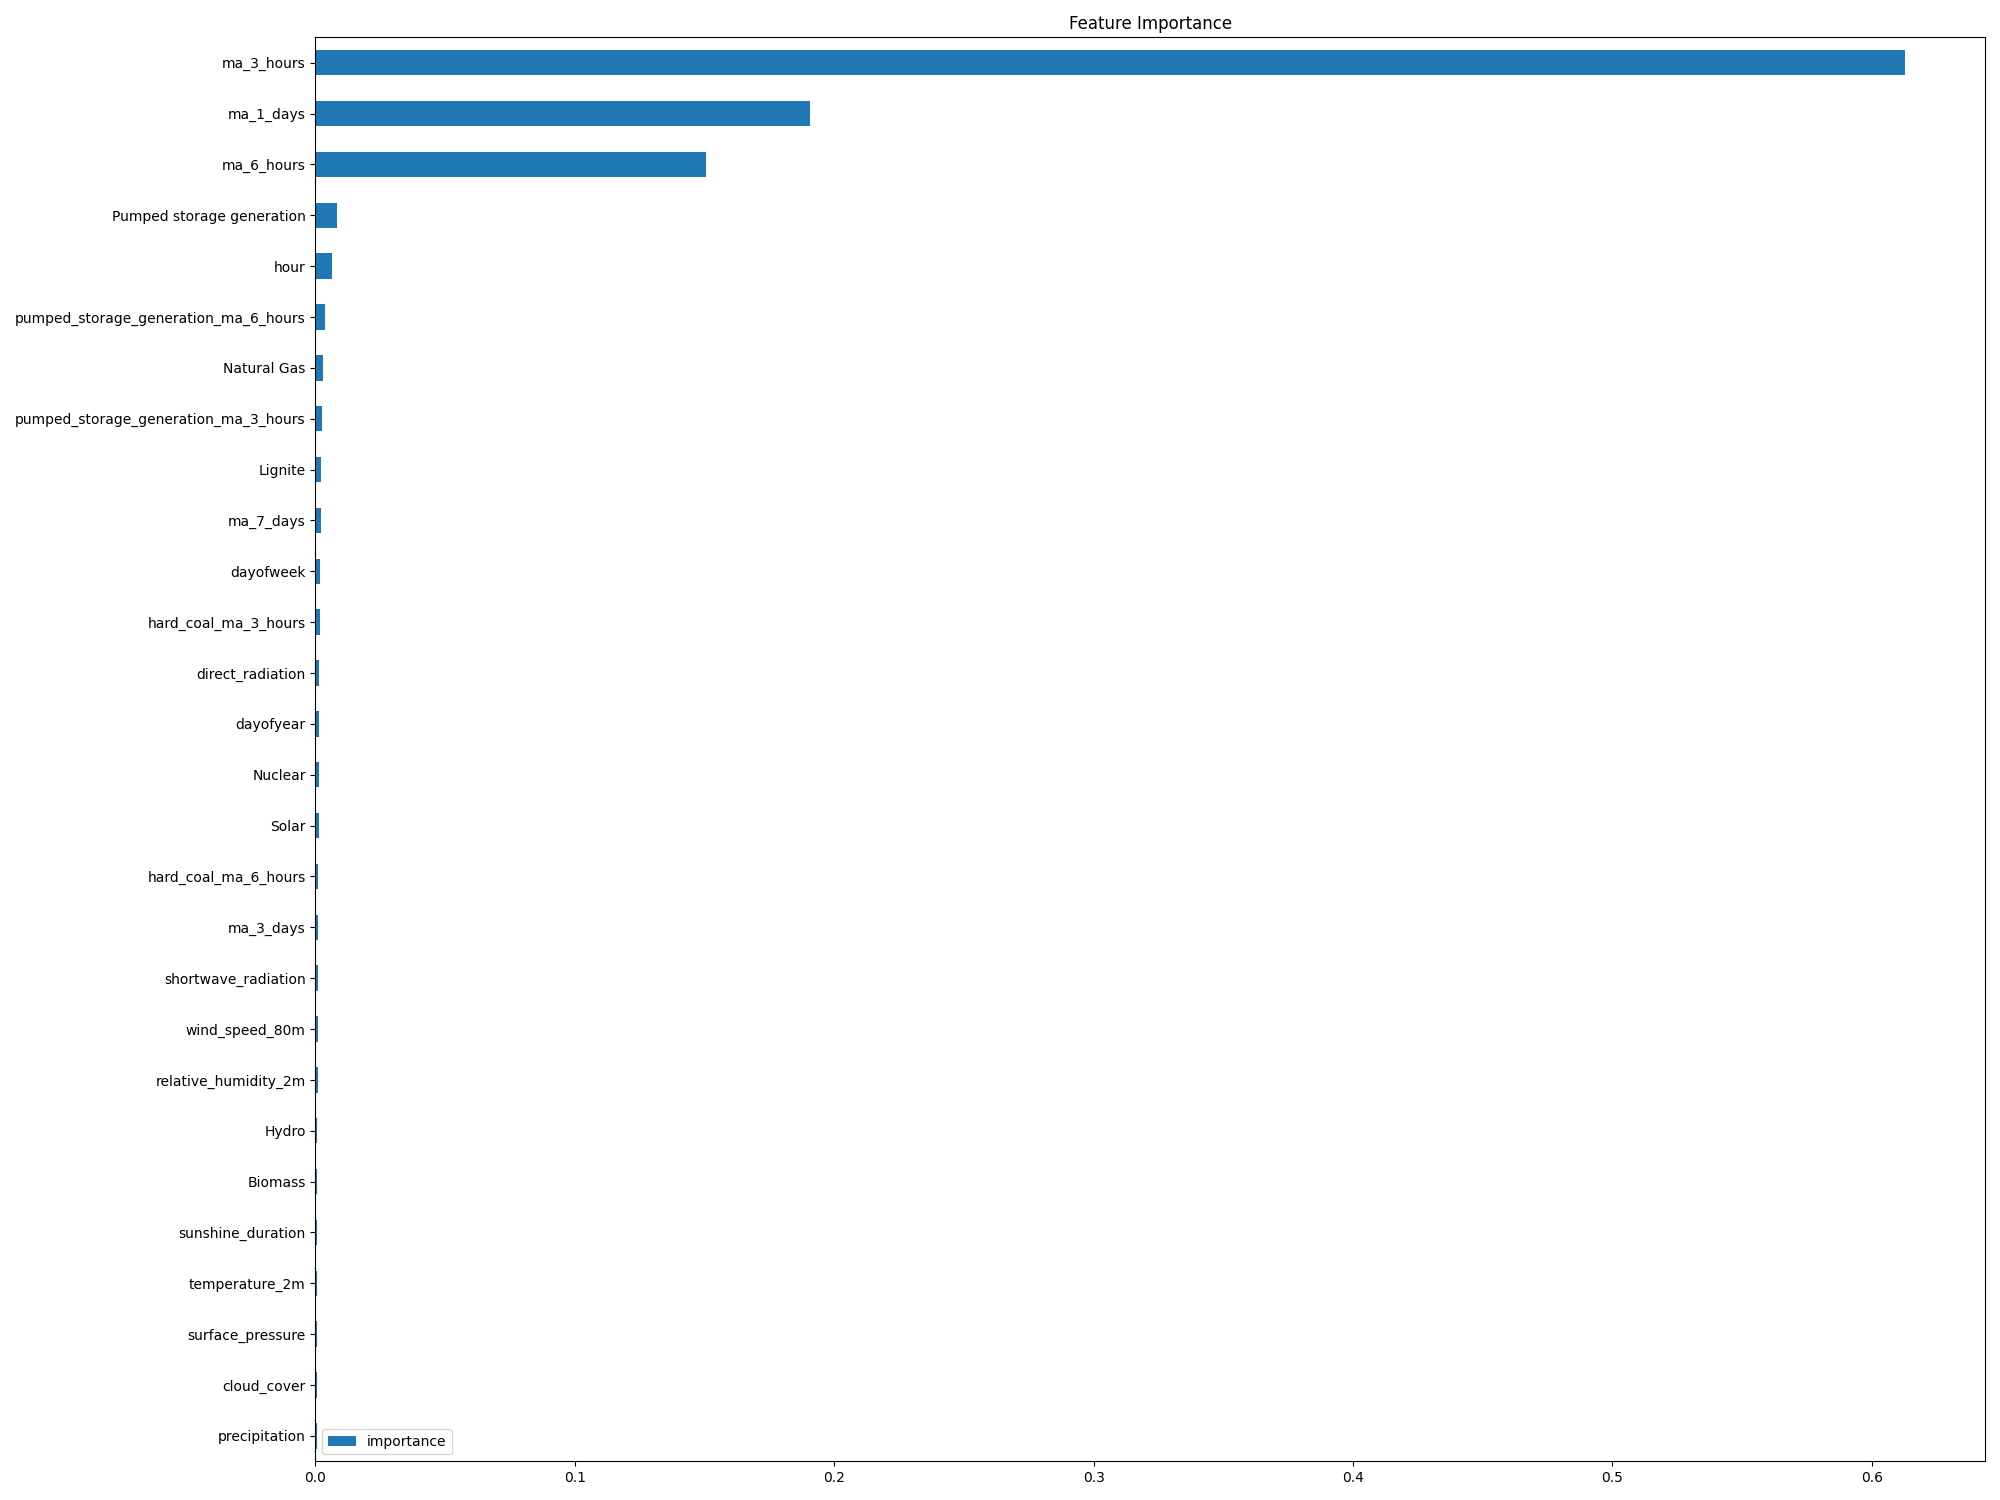 Feature Importance
ma_3_hours
ma_1_days
ma_6_hours
Pumped storage generation
hour
pumped_storage_generation_ma_6_hours
Natural Gas
pumped_storage_generation_ma_3_hours
Lignite
ma_7_days
dayofweek
hard_coal_ma_3_hours
direct_radiation
dayofyear
Nuclear
Solar
hard_coal_ma_6_hours
ma_3_days
shortwave_radiation
wind_speed_80m
relative_humidity_2m
Hydro
Biomass
sunshine_duration
temperature_2m
surface_pressure
cloud_cover
precipitation
importance
0.0 0.1 0.2 0.3 0.4 0.5 0.6